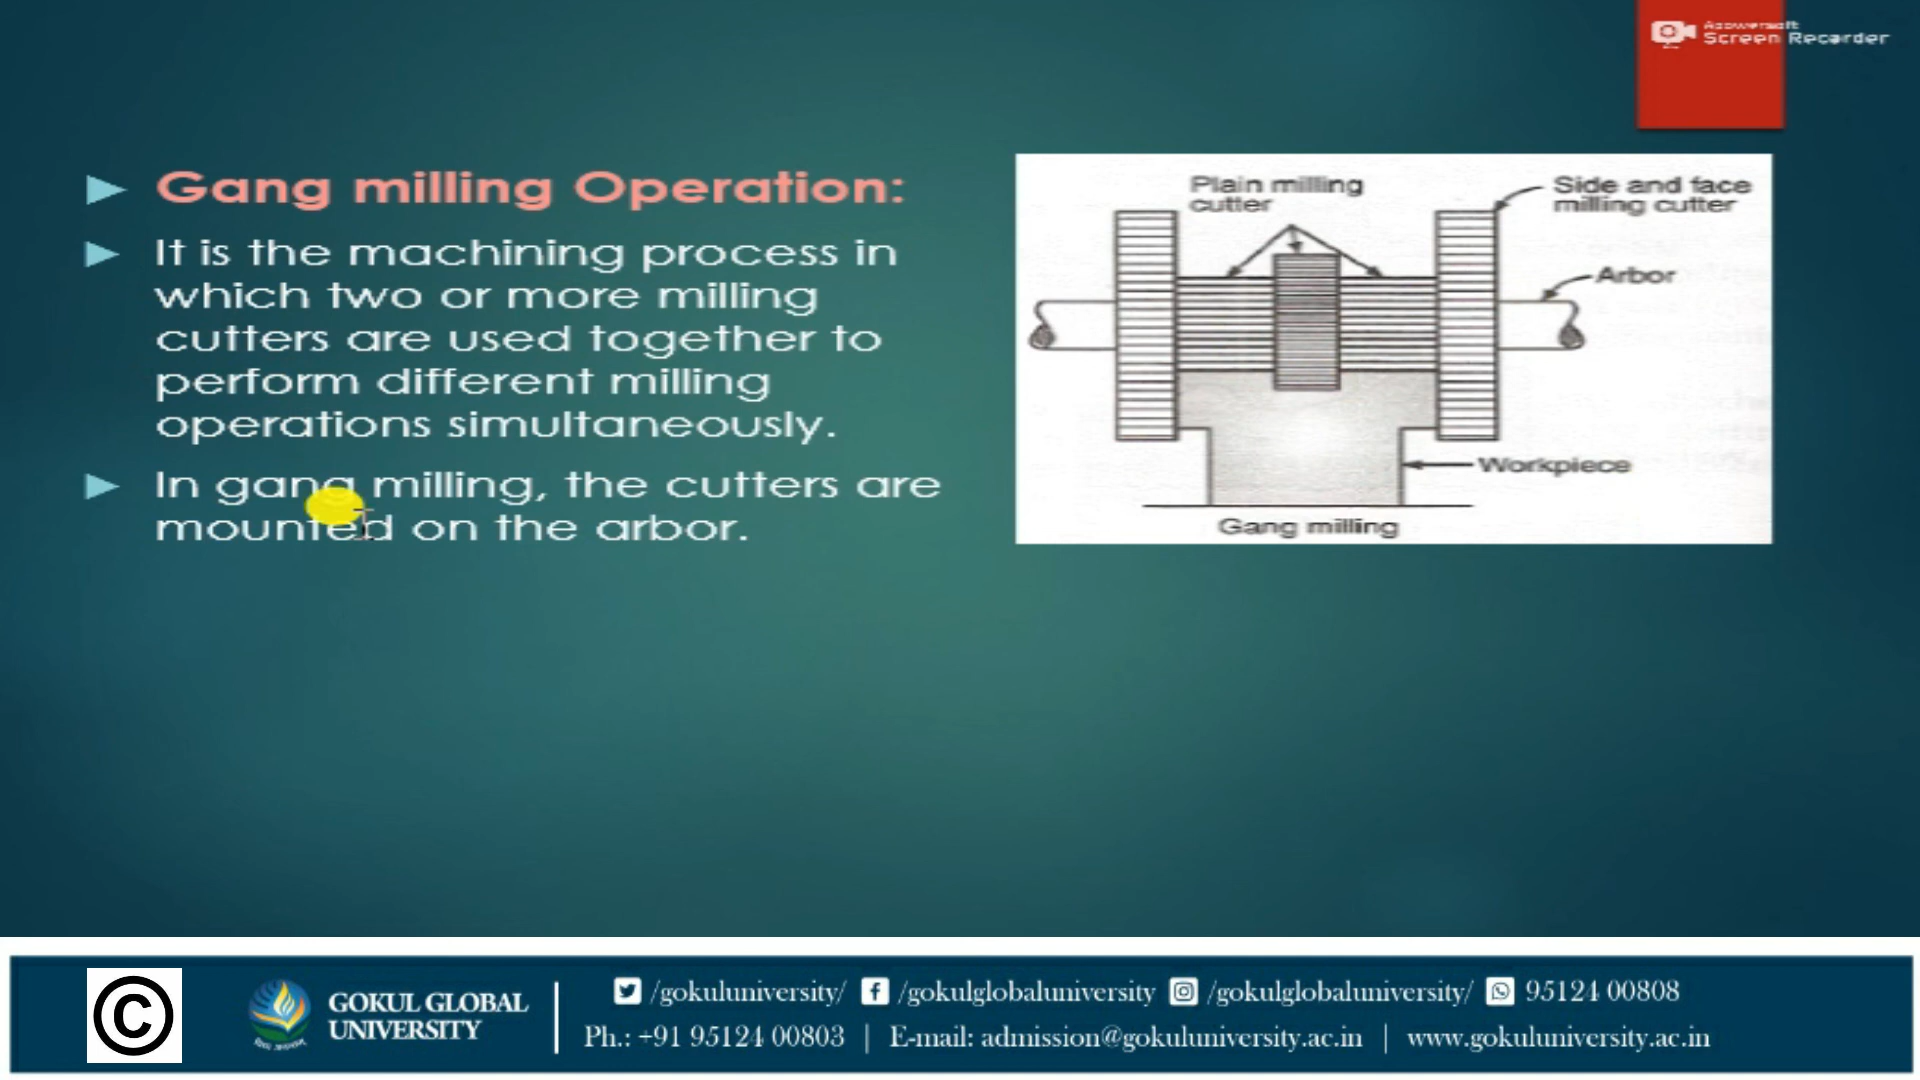 Apowersoft
Screen Recorder
Gang milling Operation:
It is the machining process in
which two or more milling
cutters are used together to
perform different milling
operations simultaneously.
In gang milling, the cutters are
mounted on the arbor.
Plain milling
cutter
Side and face
milling cutter
Arbor
Workpiece
Gang milling
©
GOKUL GLOBAL
UNIVERSITY
/gokuluniversity/ /gokulglobaluniversity /gokulglobaluniversity/ 95124 00808
Ph.: +91 95124 00803 | E-mail: admission@gokuluniversity.ac.in | www.gokuluniversity.ac.in